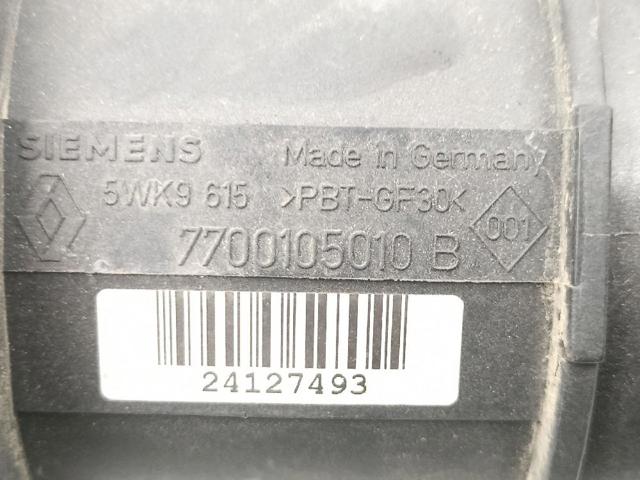 SIEMENS Made in Germany
5WK9 615 >PBT-GF30< 001
7700105010 B
24127493